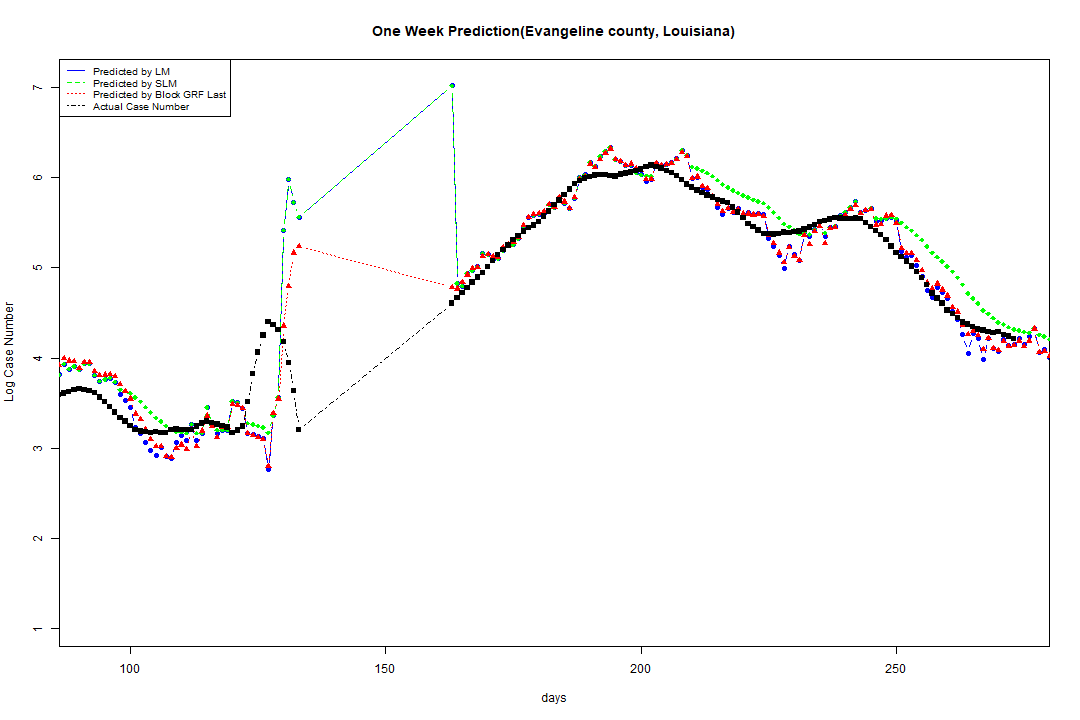 One Week Prediction(Evangeline county, Louisiana)
Predicted by LM
Predicted by SLM
Predicted by Block GRF Last
Actual Case Number
7
6
5
4
3
2
1
Log Case Number
100 150 200 250
days